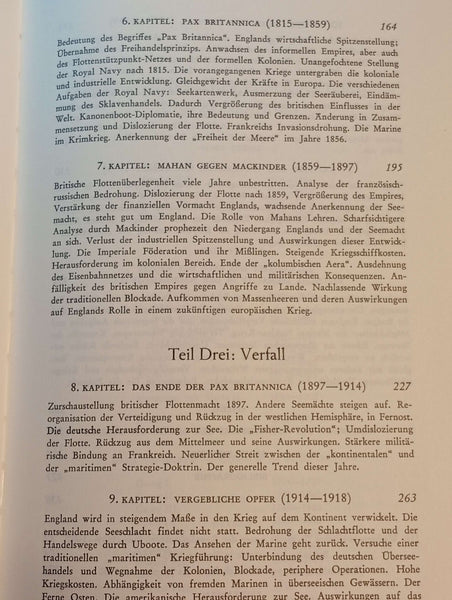 6. KAPITEL: PAX BRITANNICA (1815—1859) 164
Bedeutung des Begriffes „Pax Britannica“. Englands wirtschaftliche Spitzenstellung;
Übernahme des Freihandelsprinzips. Anwachsen des informellen Empires, aber auch
des Flottenstützpunkt-Netzes und der formellen Kolonien. Unangefochtene Stellung
der Royal Navy nach 1815. Die vorangegangenen Kriege untergraben die koloniale
und industrielle Entwicklung. Gleichgewicht der Kräfte in Europa. Die verschiedenen
Aufgaben der Royal Navy: Seekartenwerk, Ausmerzung der Seeräuberei, Eindäm-
mung des Sklavenhandels. Dadurch Vergrößerung des britischen Einflusses in der
Welt. Kanonenboot-Diplomatie, ihre Bedeutung und Grenzen. Änderung in Zusam-
mensetzung und Dislozierung der Flotte. Frankreichs Invasionsdrohung. Die Marine
im Krimkrieg. Anerkennung der „Freiheit der Meere“ im Jahre 1856.
7. KAPITEL: MAHAN GEGEN MACKINDER (1859—1897) 195
Britische Flottenüberlegenheit viele Jahre unbestritten. Analyse der französisch-
russischen Bedrohung. Dislozierung der Flotte nach 1859, Vergrößerung des Empires,
Verstärkung der finanziellen Vormacht Englands, wachsende Anerkennung der See-
macht, es steht gut um England. Die Rolle von Mahans Lehren. Scharfsichtigere
Analyse durch Mackinder prophezeit den Niedergang Englands und der Seemacht
an sich. Verlust der industriellen Spitzenstellung und Auswirkungen dieser Entwick-
lung. Die Imperiale Föderation und ihr Mißlingen. Steigende Kriegsschiffkosten.
Herausforderung im kolonialen Bereich. Ende der „kolumbischen Aera“. Ausdehnung
des Eisenbahnnetzes und die wirtschaftlichen und militärischen Konsequenzen. An-
fälligkeit des britischen Empires gegen Angriffe zu Lande. Nachlassende Wirkung
der traditionellen Blockade. Aufkommen von Massenheeren und deren Auswirkungen
auf Englands Rolle in einem zukünftigen europäischen Krieg.
Teil Drei: Verfall
8. KAPITEL: DAS ENDE DER PAX BRITANNICA (1897—1914) 227
Zurschaustellung britischer Flottenmacht 1897. Andere Seemächte steigen auf. Re-
organisation der Verteidigung und Rückzug in der westlichen Hemisphäre, in Fernost.
Die deutsche Herausforderung zur See. Die „Fisher-Revolution“; Umdislozierung
der Flotte. Rückzug aus dem Mittelmeer und seine Auswirkungen. Stärkere militä-
rische Bindung an Frankreich. Neuerlicher Streit zwischen der „kontinentalen“ und
der „maritimen“ Strategie-Doktrin. Der generelle Trend dieser Jahre.
9. KAPITEL: VERGEBLICHE OPFER (1914—1918) 263
England wird in steigendem Maße in den Krieg auf dem Kontinent verwickelt. Die
entscheidende Seeschlacht findet nicht statt. Bedrohung der Schlachtflotte und der
Handelswege durch Uboote. Das Ansehen der Marine geht zurück. Versuche einer
traditionellen „maritimen“ Kriegführung: Unterbindung des deutschen Übersee-
handels und Wegnahme der Kolonien, Blockade, periphere Operationen. Hohe
Kriegskosten. Abhängigkeit von fremden Marinen in überseeischen Gewässern. Der
Ferne Osten. Die amerikanische Herausforderung zur See. Auswirkungen des